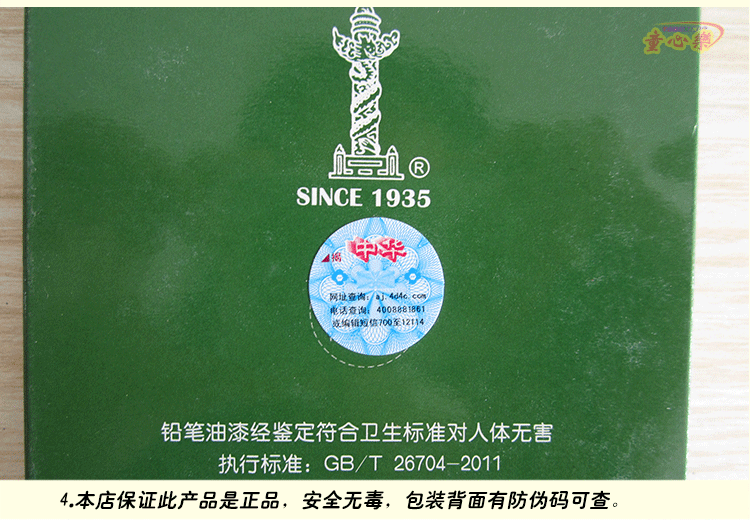 童心樂
®
SINCE 1935
揭
中华
网址查询：aj.4d4c.com
电话查询：4008881861
或编辑短信700至12114
铅笔油漆经鉴定符合卫生标准对人体无害
执行标准：GB/T 26704-2011
4.本店保证此产品是正品，安全无毒，包装背面有防伪码可查。